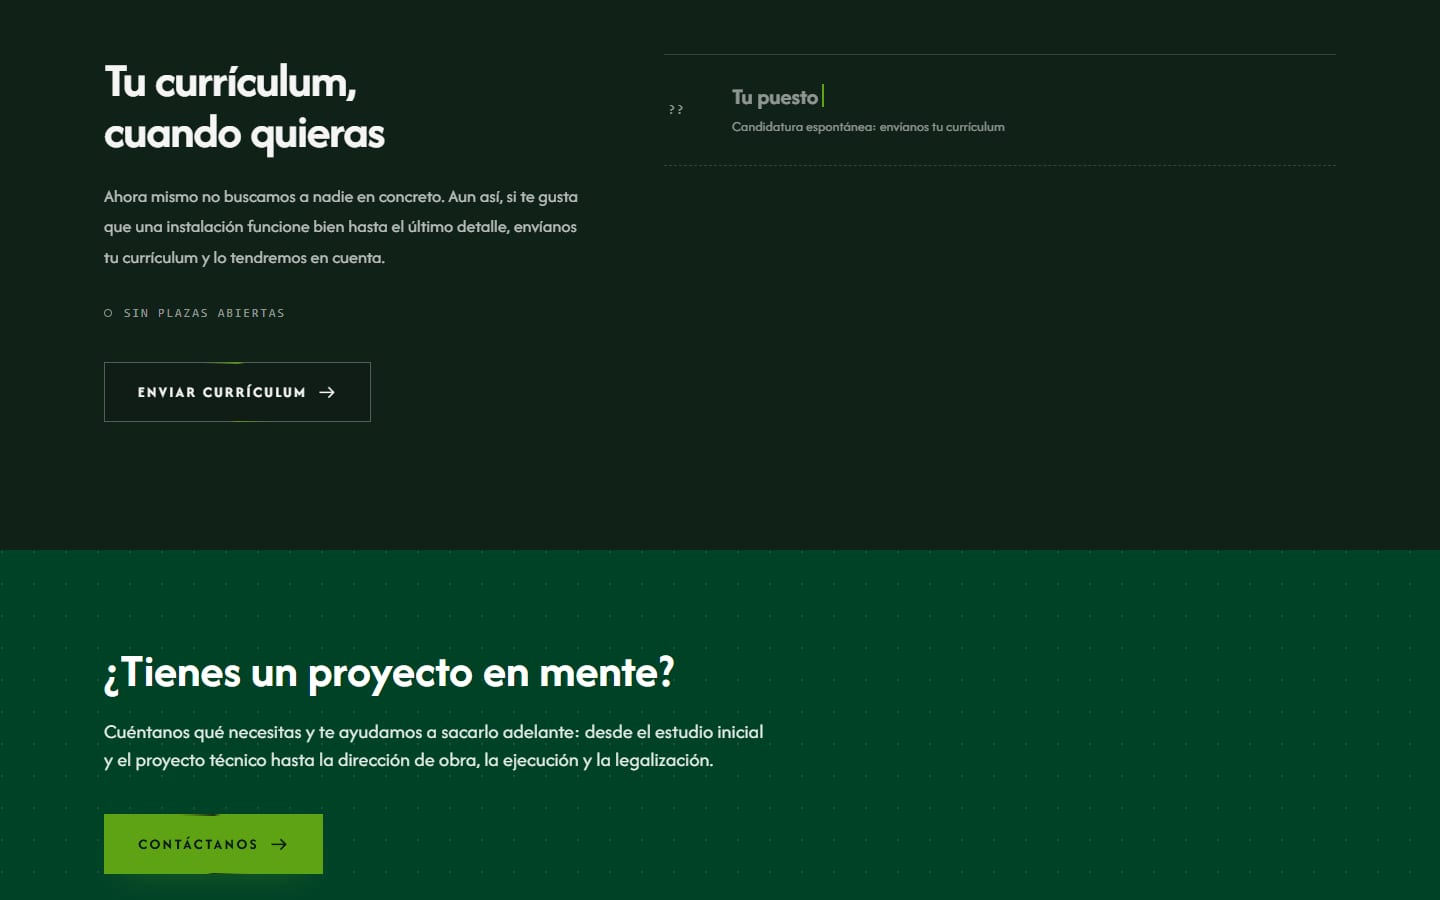 Tu currículum,
cuando quieras
Ahora mismo no buscamos a nadie en concreto. Aun así, si te gusta
que una instalación funcione bien hasta el último detalle, envíanos
tu currículum y lo tendremos en cuenta.
SIN PLAZAS ABIERTAS
ENVIAR CURRÍCULUM →
??
Tu puesto
Candidatura espontánea: envíanos tu currículum
¿Tienes un proyecto en mente?
Cuéntanos qué necesitas y te ayudamos a sacarlo adelante: desde el estudio inicial
y el proyecto técnico hasta la dirección de obra, la ejecución y la legalización.
CONTÁCTANOS →